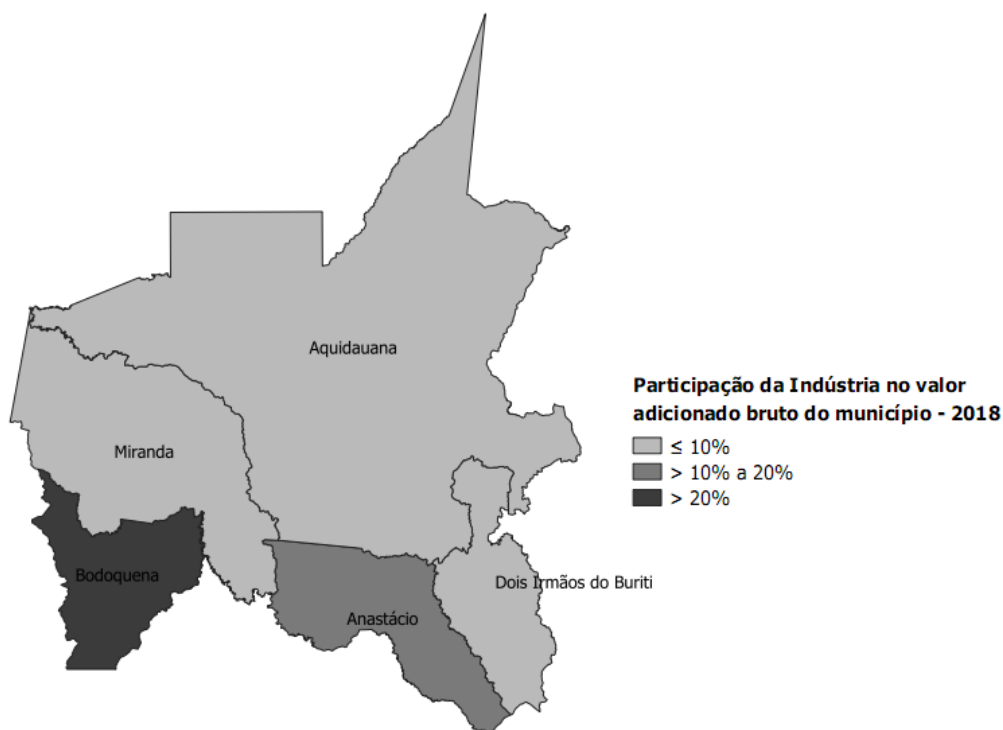 Aquidauana
Miranda
Bodoquena
Dois Irmãos do Buriti
Anastácio
Participação da Indústria no valor
adicionado bruto do município - 2018
≤ 10%
> 10% a 20%
> 20%